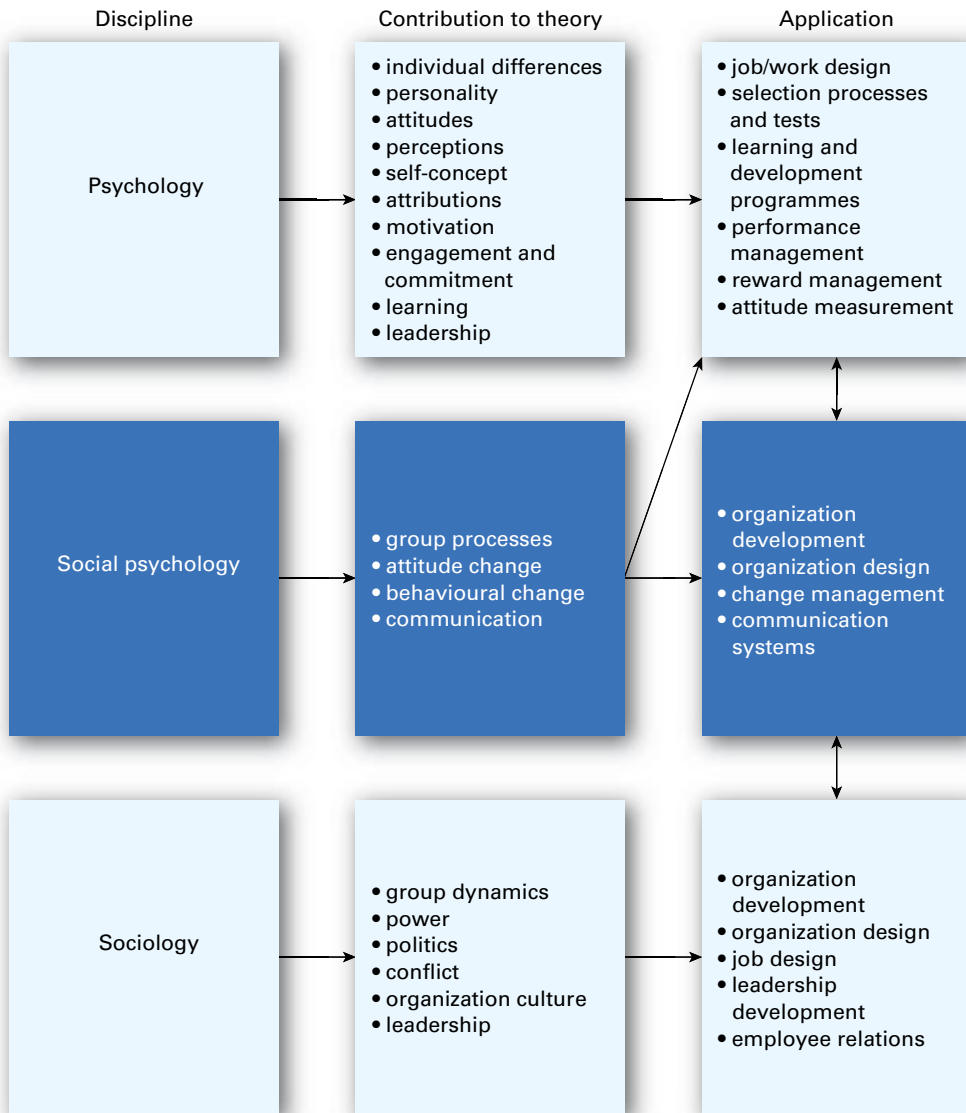 Discipline
Contribution to theory
Application
Psychology
• individual differences
• personality
• attitudes
• perceptions
• self-concept
• attributions
• motivation
• engagement and
commitment
• learning
• leadership
• job/work design
• selection processes
and tests
• learning and
development
programmes
• performance
management
• reward management
• attitude measurement
Social psychology
• group processes
• attitude change
• behavioural change
• communication
• organization
development
• organization design
• change management
• communication
systems
Sociology
• group dynamics
• power
• politics
• conflict
• organization culture
• leadership
• organization
development
• organization design
• job design
• leadership
development
• employee relations